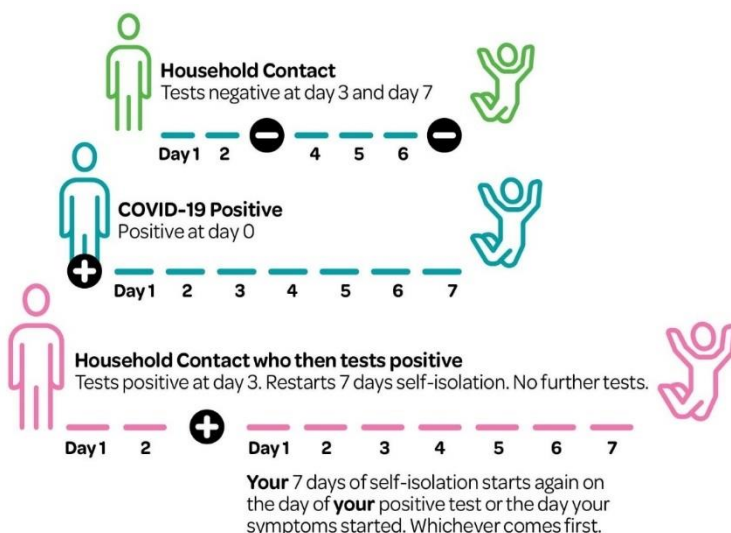 Household Contact
Tests negative at day 3 and day 7
Day 1 2 4 5 6
COVID-19 Positive
Positive at day 0
Day 1 2 3 4 5 6 7
Household Contact who then tests positive
Tests positive at day 3. Restarts 7 days self-isolation. No further tests.
Day 1 2 Day 1 2 3 4 5 6 7
Your 7 days of self-isolation starts again on
the day of your positive test or the day your
symptoms started. Whichever comes first.